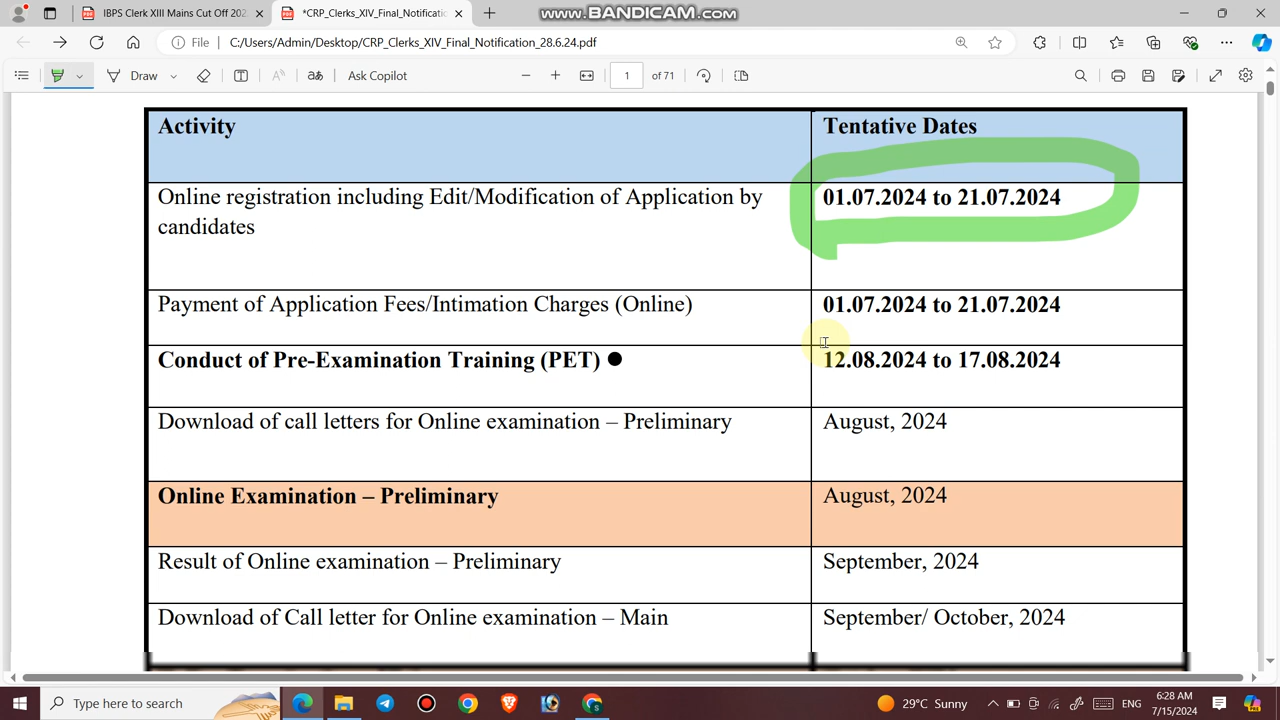 IBPS Clerk XIII Mains Cut Off 202
*CRP_Clerks_XIV_Final_Notificatio
www.BANDICAM.com
File
C:/Users/Admin/Desktop/CRP_Clerks_XIV_Final_Notification_28.6.24.pdf
Draw
Ask Copilot
1 of 71
Activity
Tentative Dates
Online registration including Edit/Modification of Application by
candidates
01.07.2024 to 21.07.2024
Payment of Application Fees/Intimation Charges (Online)
01.07.2024 to 21.07.2024
Conduct of Pre-Examination Training (PET) ●
12.08.2024 to 17.08.2024
Download of call letters for Online examination – Preliminary
August, 2024
Online Examination – Preliminary
August, 2024
Result of Online examination – Preliminary
September, 2024
Download of Call letter for Online examination – Main
September/ October, 2024
Type here to search
29°C Sunny
ENG
6:28 AM
7/15/2024